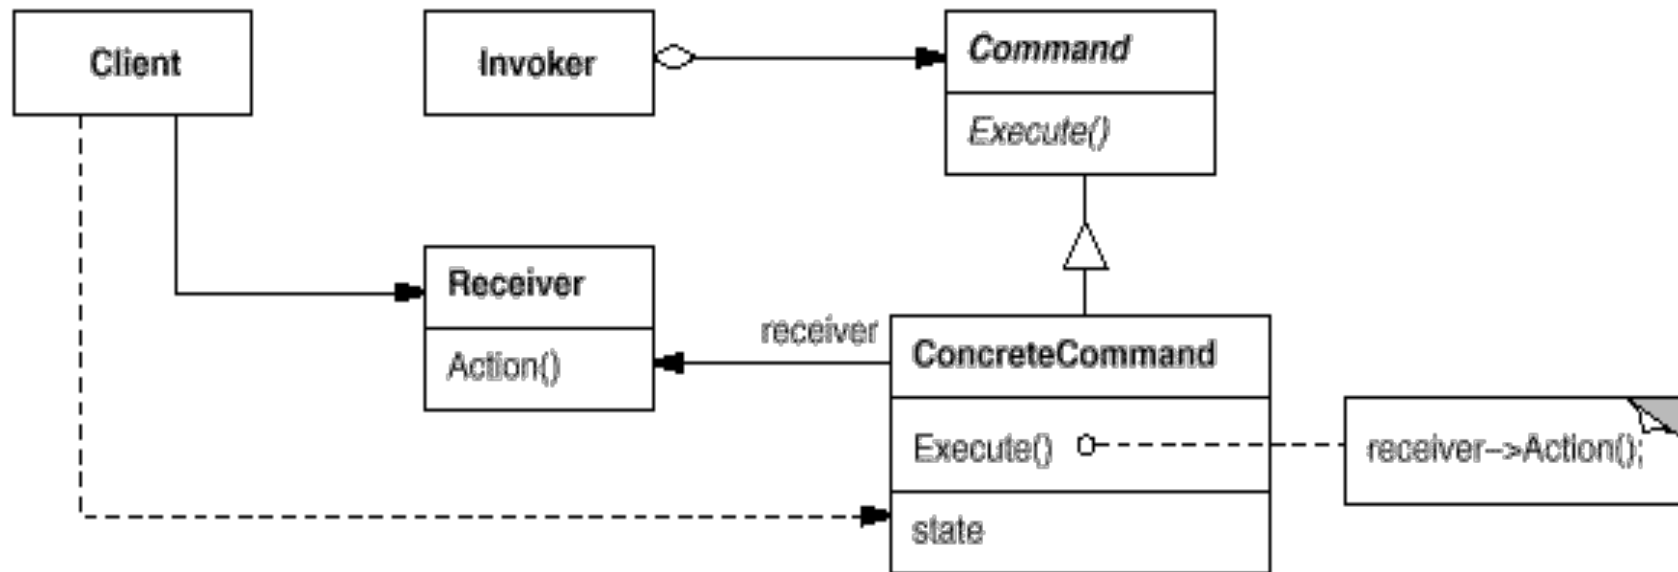 Client
Invoker
Command
Execute()
Receiver
Action()
receiver
ConcreteCommand
Execute()
receiver->Action();
state